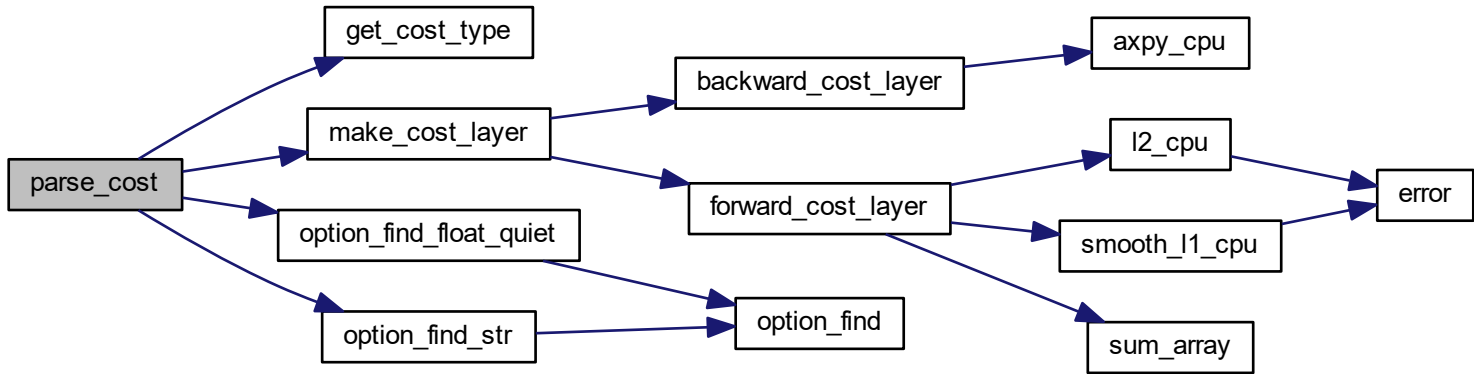 parse_cost
get_cost_type
make_cost_layer
option_find_float_quiet
option_find_str
backward_cost_layer
forward_cost_layer
option_find
axpy_cpu
l2_cpu
smooth_l1_cpu
sum_array
error